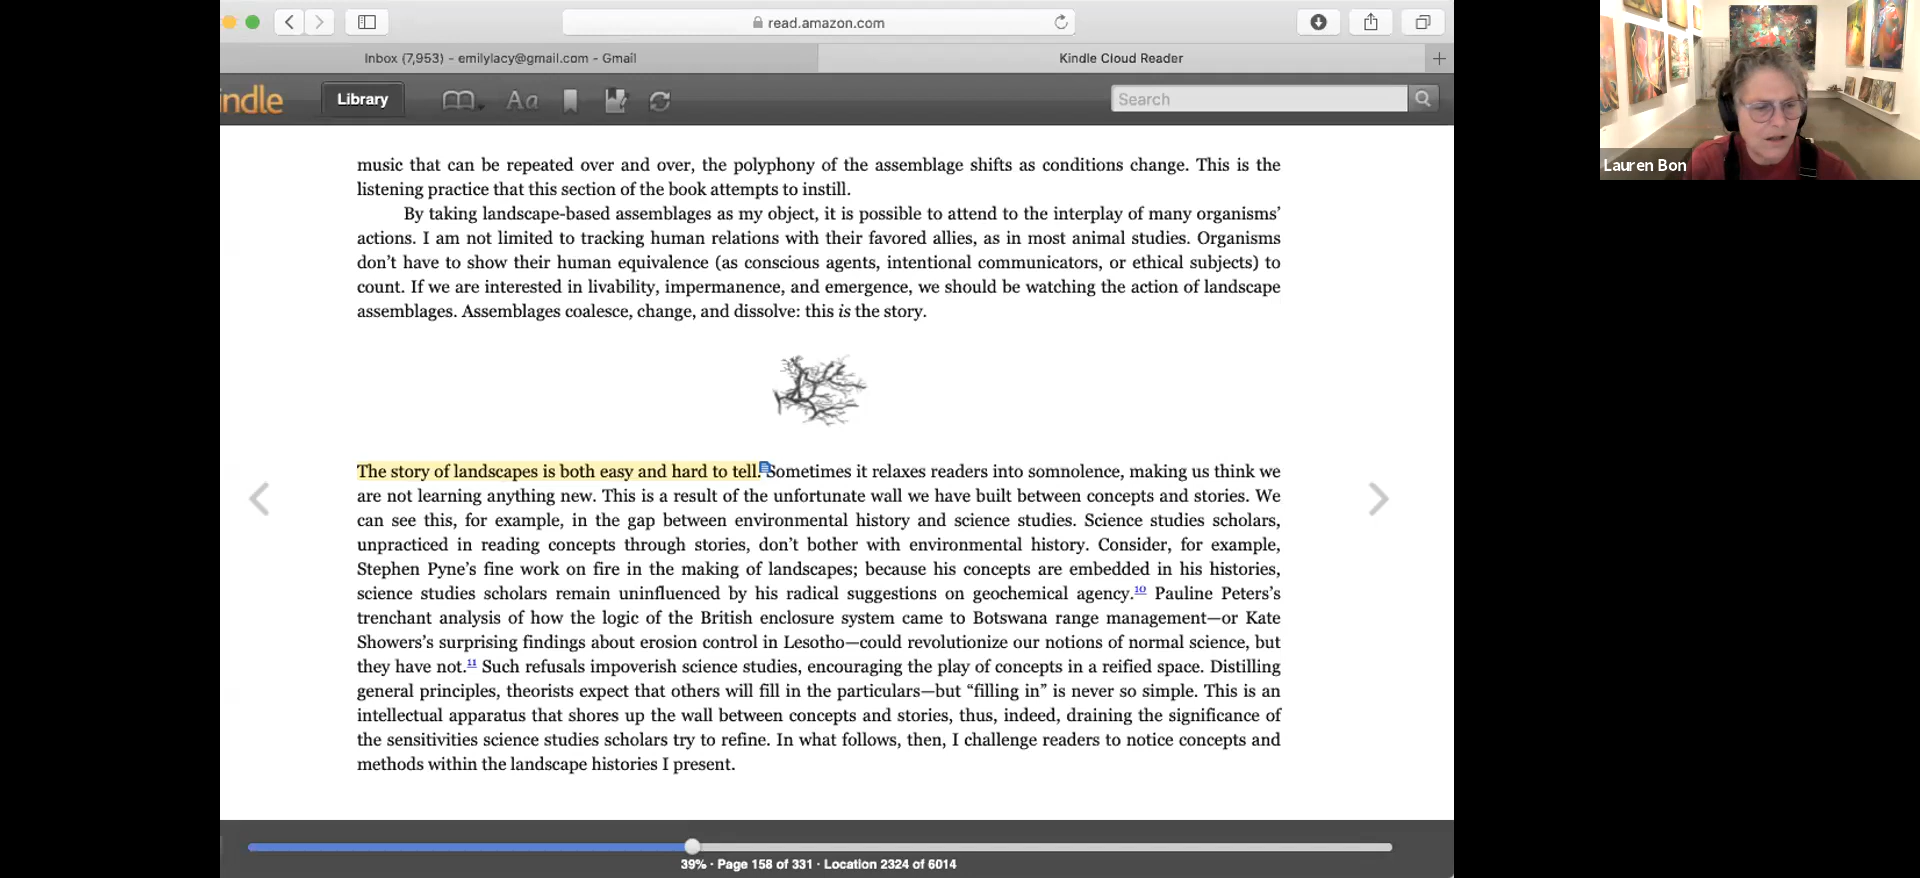 read.amazon.com
Inbox (7,953) - emilylacy@gmail.com - Gmail
Kindle Cloud Reader
ndle
Library
Aa
Search
music that can be repeated over and over, the polyphony of the assemblage shifts as conditions change. This is the
listening practice that this section of the book attempts to instill.
By taking landscape-based assemblages as my object, it is possible to attend to the interplay of many organisms’
actions. I am not limited to tracking human relations with their favored allies, as in most animal studies. Organisms
don’t have to show their human equivalence (as conscious agents, intentional communicators, or ethical subjects) to
count. If we are interested in livability, impermanence, and emergence, we should be watching the action of landscape
assemblages. Assemblages coalesce, change, and dissolve: this is the story.
The story of landscapes is both easy and hard to tell. Sometimes it relaxes readers into somnolence, making us think we
are not learning anything new. This is a result of the unfortunate wall we have built between concepts and stories. We
can see this, for example, in the gap between environmental history and science studies. Science studies scholars,
unpracticed in reading concepts through stories, don’t bother with environmental history. Consider, for example,
Stephen Pyne’s fine work on fire in the making of landscapes; because his concepts are embedded in his histories,
science studies scholars remain uninfluenced by his radical suggestions on geochemical agency.10 Pauline Peters’s
trenchant analysis of how the logic of the British enclosure system came to Botswana range management—or Kate
Showers’s surprising findings about erosion control in Lesotho—could revolutionize our notions of normal science, but
they have not.11 Such refusals impoverish science studies, encouraging the play of concepts in a reified space. Distilling
general principles, theorists expect that others will fill in the particulars—but “filling in” is never so simple. This is an
intellectual apparatus that shores up the wall between concepts and stories, thus, indeed, draining the significance of
the sensitivities science studies scholars try to refine. In what follows, then, I challenge readers to notice concepts and
methods within the landscape histories I present.
39% · Page 158 of 331 · Location 2324 of 6014
Lauren Bon